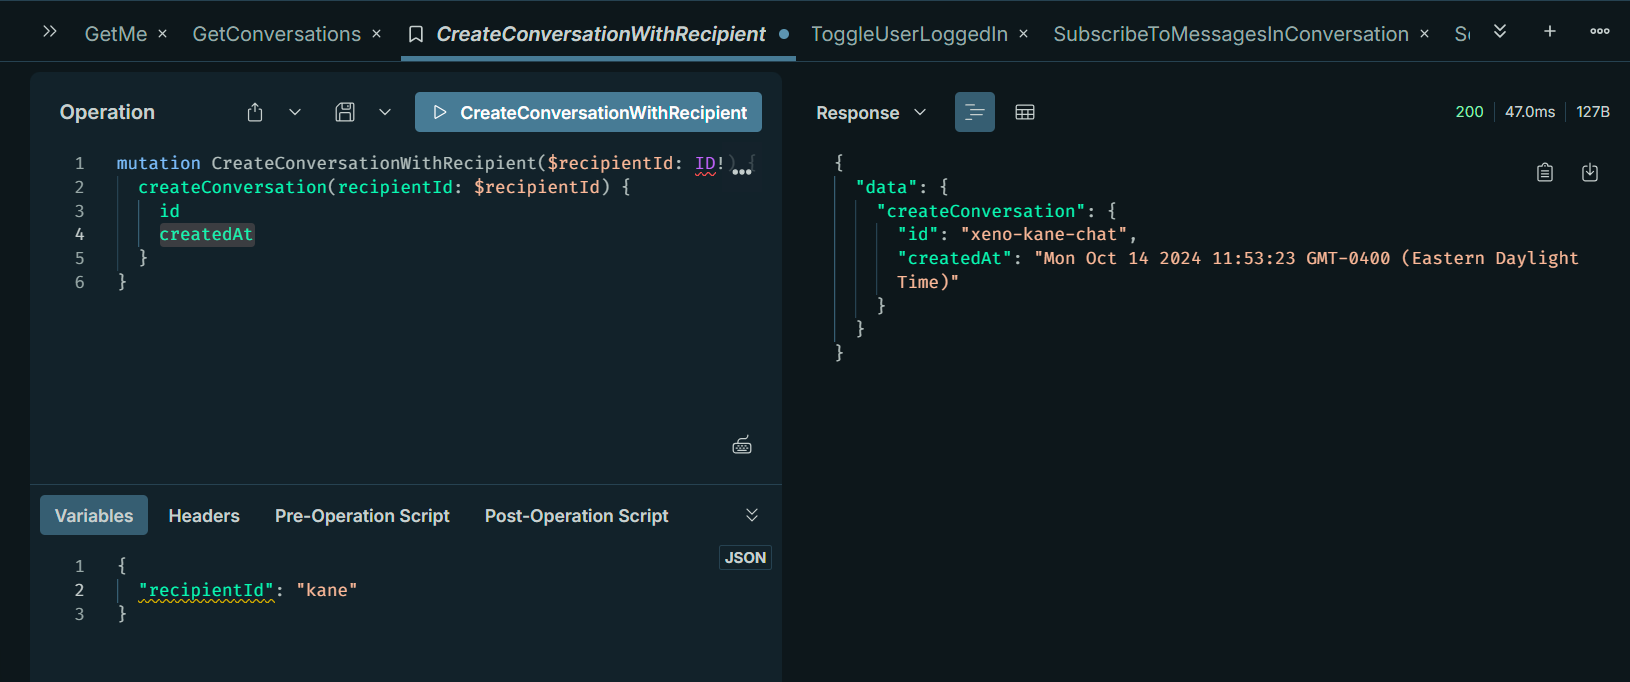 GetMe GetConversations CreateConversationWithRecipient ToggleUserLoggedIn SubscribeToMessagesInConversation
Operation CreateConversationWithRecipient
1 mutation CreateConversationWithRecipient($recipientId: ID!) {
2 createConversation(recipientId: $recipientId) {
3 id
4 createdAt
5 }
6 }
Variables Headers Pre-Operation Script Post-Operation Script
JSON
1 {
2 "recipientId": "kane"
3 }
Response 200 47.0ms 127B
{
"data": {
"createConversation": {
"id": "xeno-kane-chat",
"createdAt": "Mon Oct 14 2024 11:53:23 GMT-0400 (Eastern Daylight
Time)"
}
}
}